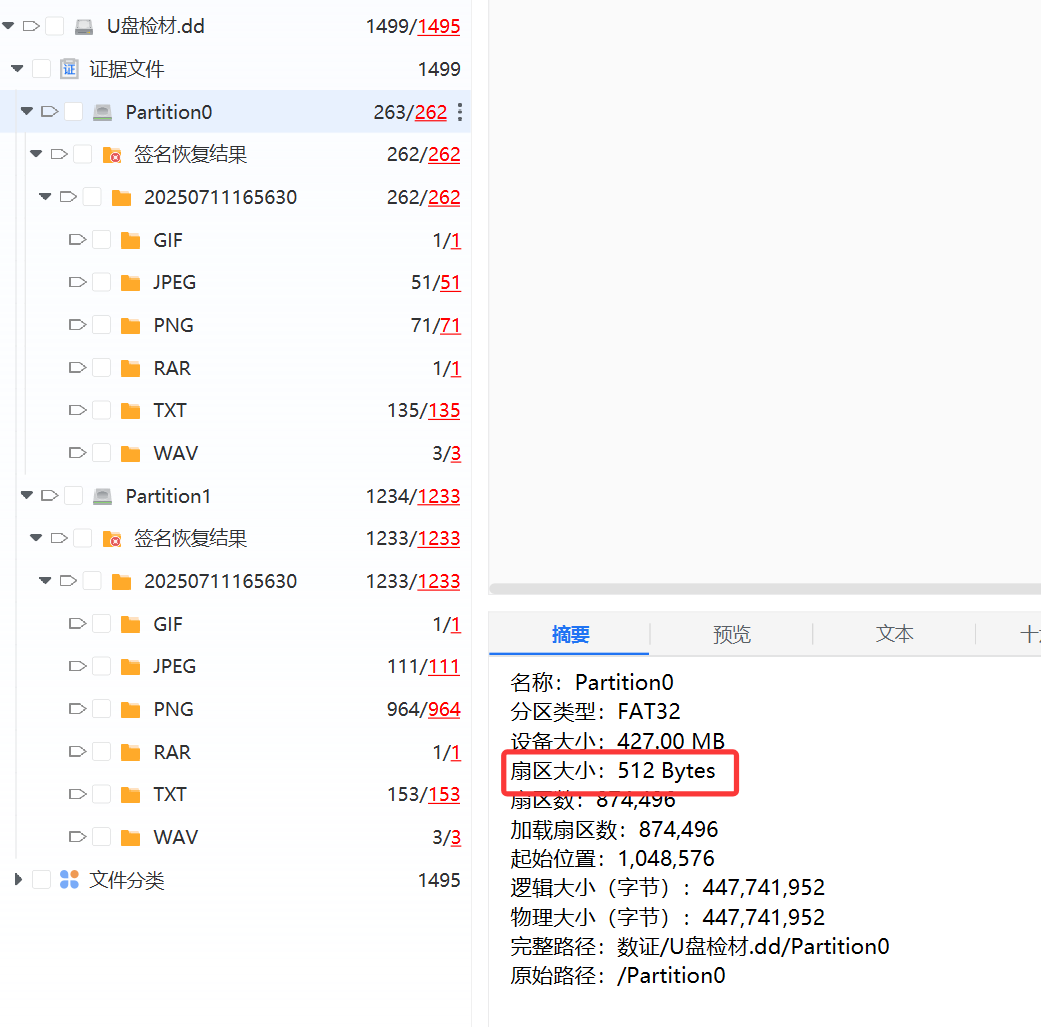 U盘检材.dd 1499/1495
证据文件 1499
Partition0 263/262
签名恢复结果 262/262
20250711165630 262/262
GIF 1/1
JPEG 51/51
PNG 71/71
RAR 1/1
TXT 135/135
WAV 3/3
Partition1 1234/1233
签名恢复结果 1233/1233
20250711165630 1233/1233
GIF 1/1
JPEG 111/111
PNG 964/964
RAR 1/1
TXT 153/153
WAV 3/3
文件分类 1495
摘要 预览 文本 十
名称：Partition0
分区类型：FAT32
设备大小：427.00 MB
扇区大小：512 Bytes
扇区数：874,496
加载扇区数：874,496
起始位置：1,048,576
逻辑大小（字节）：447,741,952
物理大小（字节）：447,741,952
完整路径：数证/U盘检材.dd/Partition0
原始路径：/Partition0